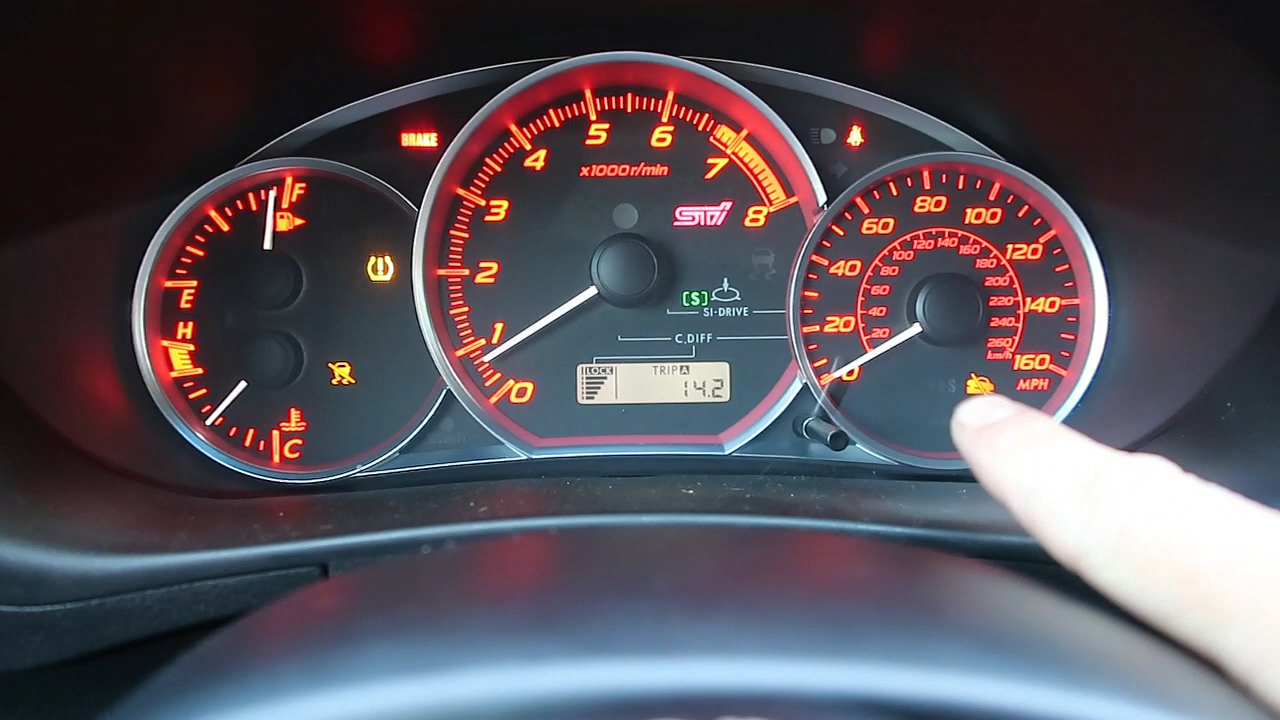 BRAKE
F
E
H
E
C
0
1
2
3
4
5
6
7
8
x1000r/min
STI
[S]
SI-DRIVE
C.DIFF
LOCK
TRIP A
14.2
0
20
40
60
80
100
120
140
160
MPH
20
40
60
80
100
120
140
160
180
200
220
240
260
km/h